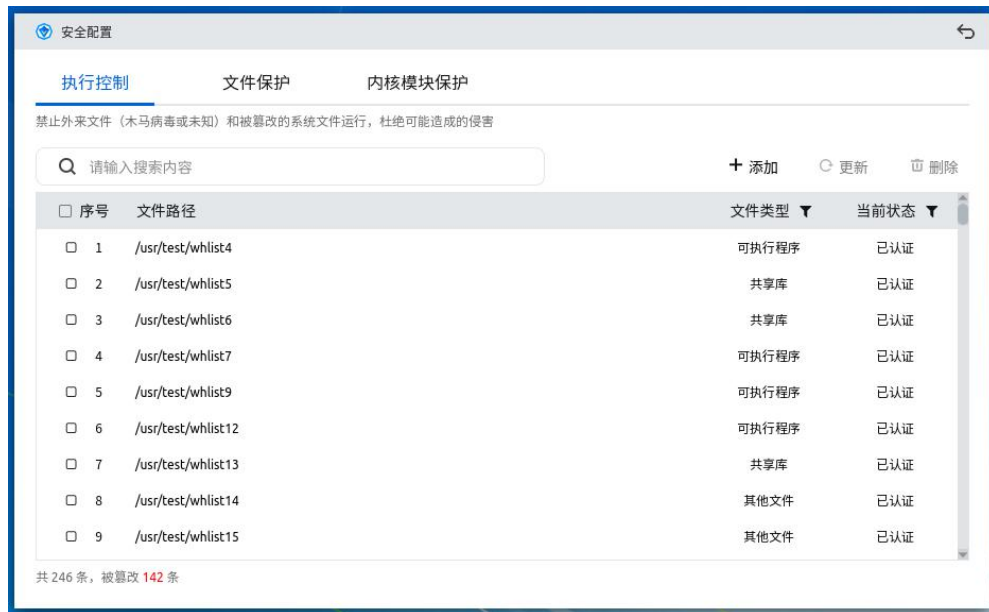 安全配置
执行控制 文件保护 内核模块保护
禁止外来文件（木马病毒或未知）和被篡改的系统文件运行，杜绝可能造成的侵害
请输入搜索内容 添加 更新 删除
序号 文件路径 文件类型 当前状态
1 /usr/test/whlist4 可执行程序 已认证
2 /usr/test/whlist5 共享库 已认证
3 /usr/test/whlist6 共享库 已认证
4 /usr/test/whlist7 可执行程序 已认证
5 /usr/test/whlist9 可执行程序 已认证
6 /usr/test/whlist12 可执行程序 已认证
7 /usr/test/whlist13 共享库 已认证
8 /usr/test/whlist14 其他文件 已认证
9 /usr/test/whlist15 其他文件 已认证
共 246 条，被篡改 142 条